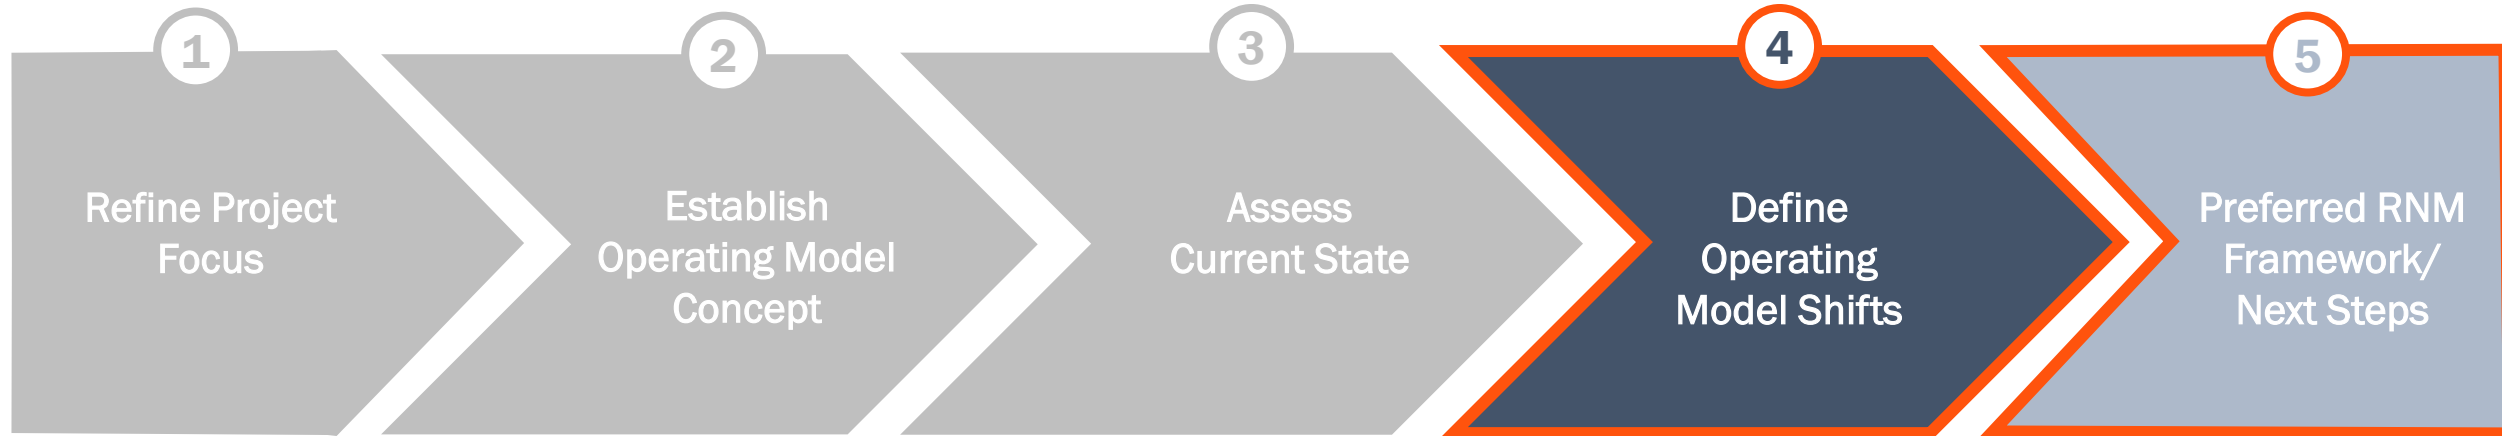 1
Refine Project
Focus
2
Establish
Operating Model
Concept
3
Assess
Current State
4
Define
Operating
Model Shifts
5
Preferred RNW
Framework/
Next Steps